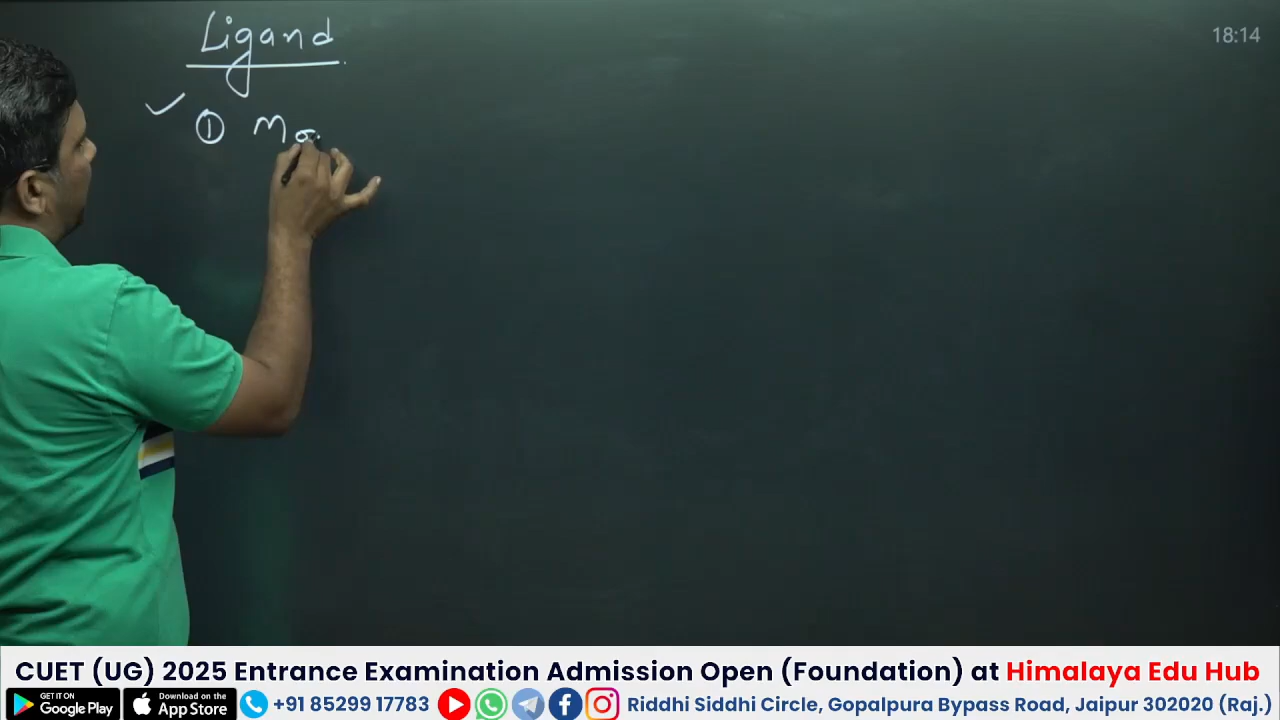 Ligand
18:14
① Mo
CUET (UG) 2025 Entrance Examination Admission Open (Foundation) at Himalaya Edu Hub
GET IT ON Google Play Download on the App Store +91 85299 17783 Riddhi Siddhi Circle, Gopalpura Bypass Road, Jaipur 302020 (Raj.)